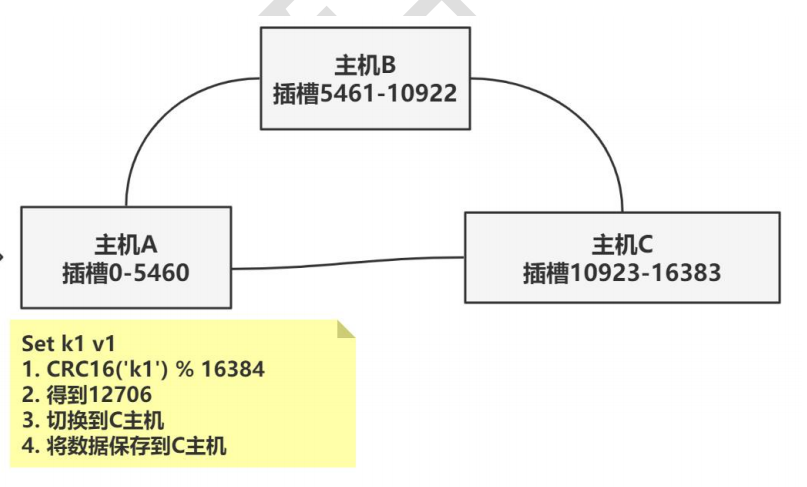 主机B
插槽5461-10922
主机A
插槽0-5460
主机C
插槽10923-16383
Set k1 v1
1. CRC16('k1') % 16384
2. 得到12706
3. 切换到C主机
4. 将数据保存到C主机